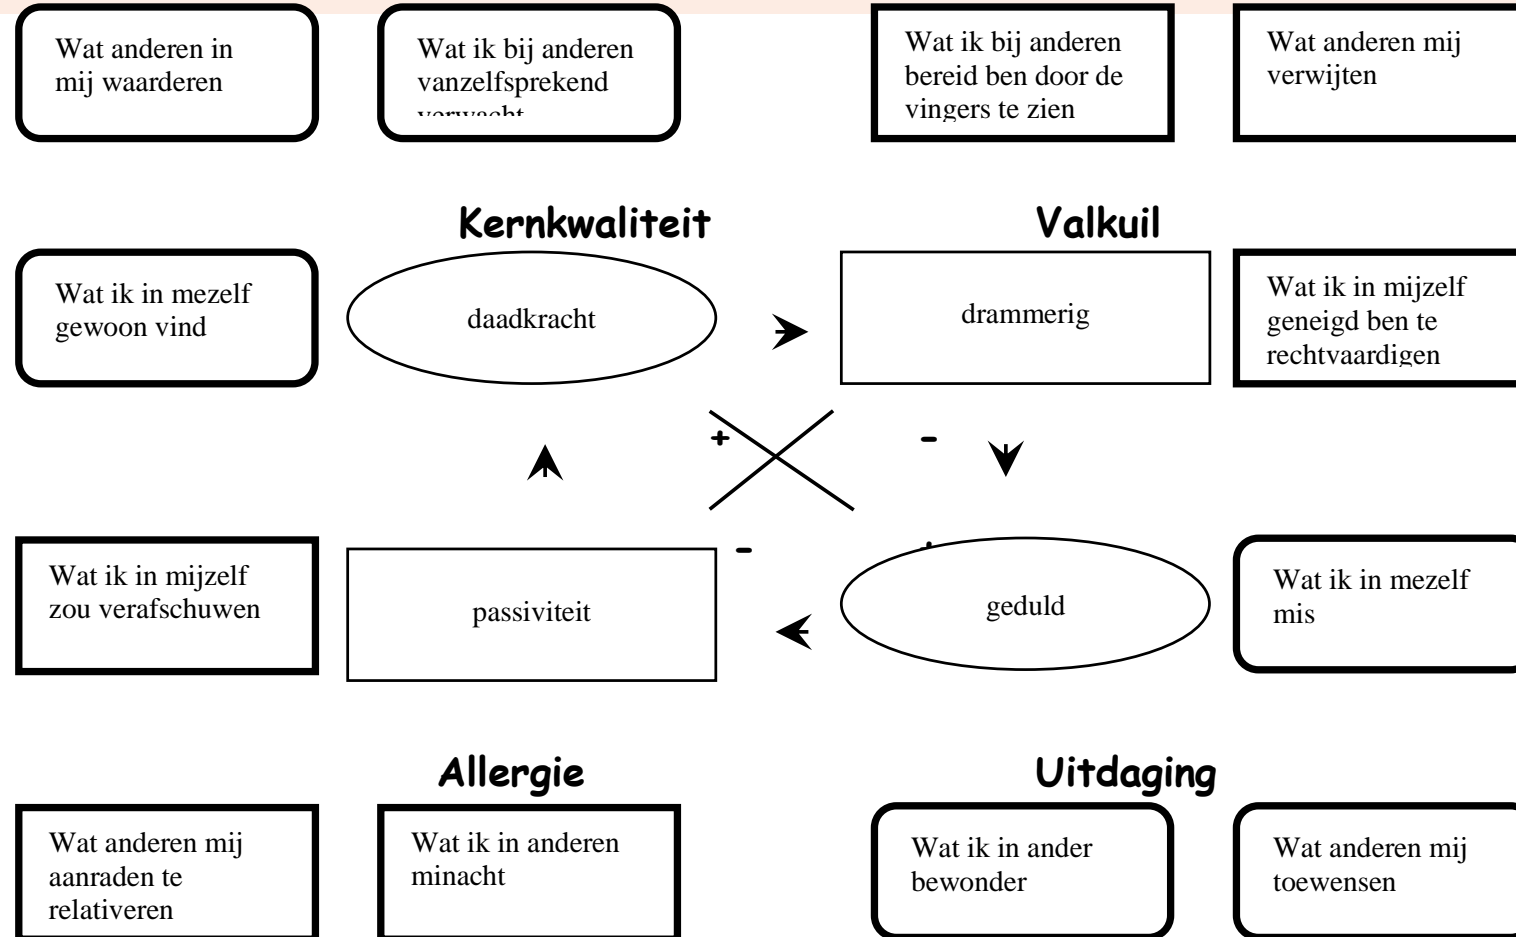 Wat anderen in
mij waarderen
Wat ik bij anderen
vanzelfsprekend
verwacht
Wat ik bij anderen
bereid ben door de
vingers te zien
Wat anderen mij
verwijten
Kernkwaliteit
Valkuil
Wat ik in mezelf
gewoon vind
daadkracht
drammerig
Wat ik in mijzelf
geneigd ben te
rechtvaardigen
+
-
Wat ik in mijzelf
zou verafschuwen
passiviteit
-
+
geduld
Wat ik in mezelf
mis
Allergie
Uitdaging
Wat anderen mij
aanraden te
relativeren
Wat ik in anderen
minacht
Wat ik in ander
bewonder
Wat anderen mij
toewensen